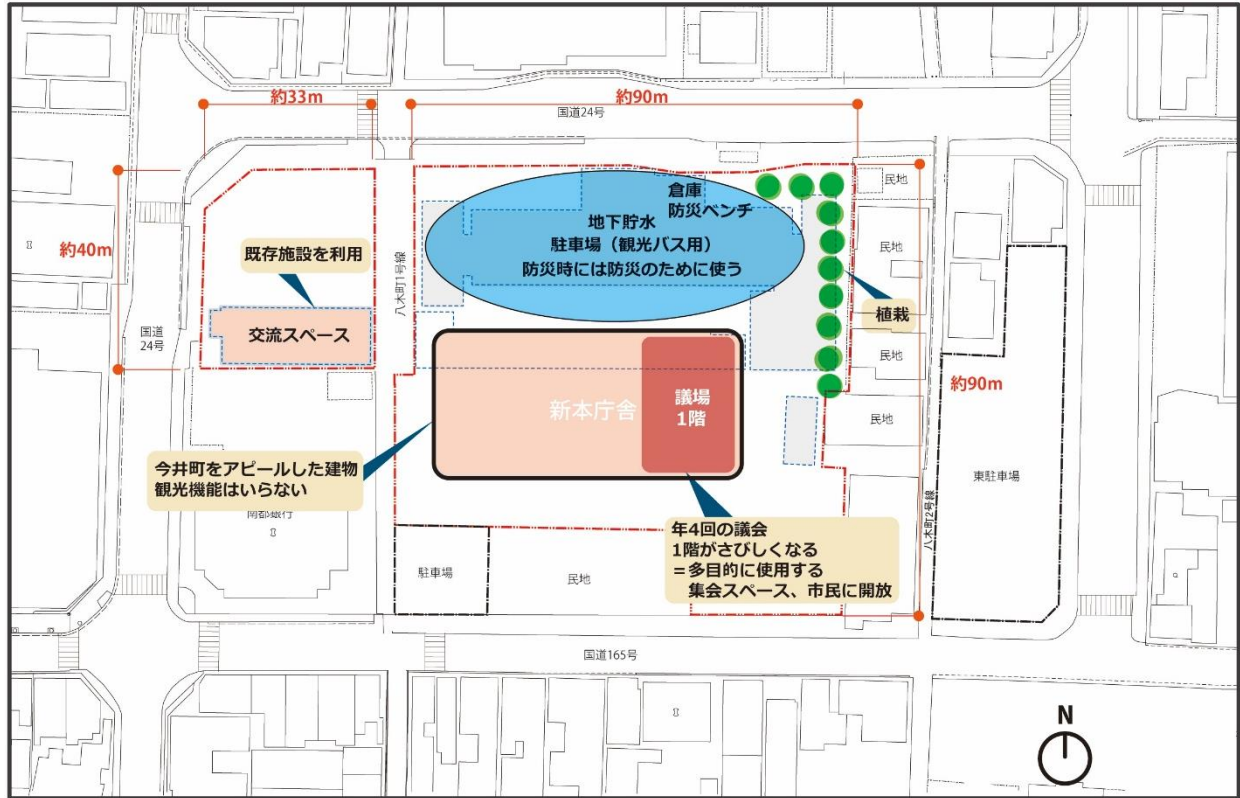 約33m
約90m
国道24号
倉庫
防災ベンチ
民地
地下貯水
駐車場（観光バス用）
防災時には防災のために使う
約40m
既存施設を利用
八木町1号線
民地
植栽
国道
24号
交流スペース
民地
約90m
新本庁舎
議場
1階
民地
東駐車場
八木町2号線
今井町をアピールした建物
観光機能はいらない
南都銀行
年4回の議会
1階がさびしくなる
＝多目的に使用する
集会スペース、市民に開放
駐車場
民地
国道165号
N